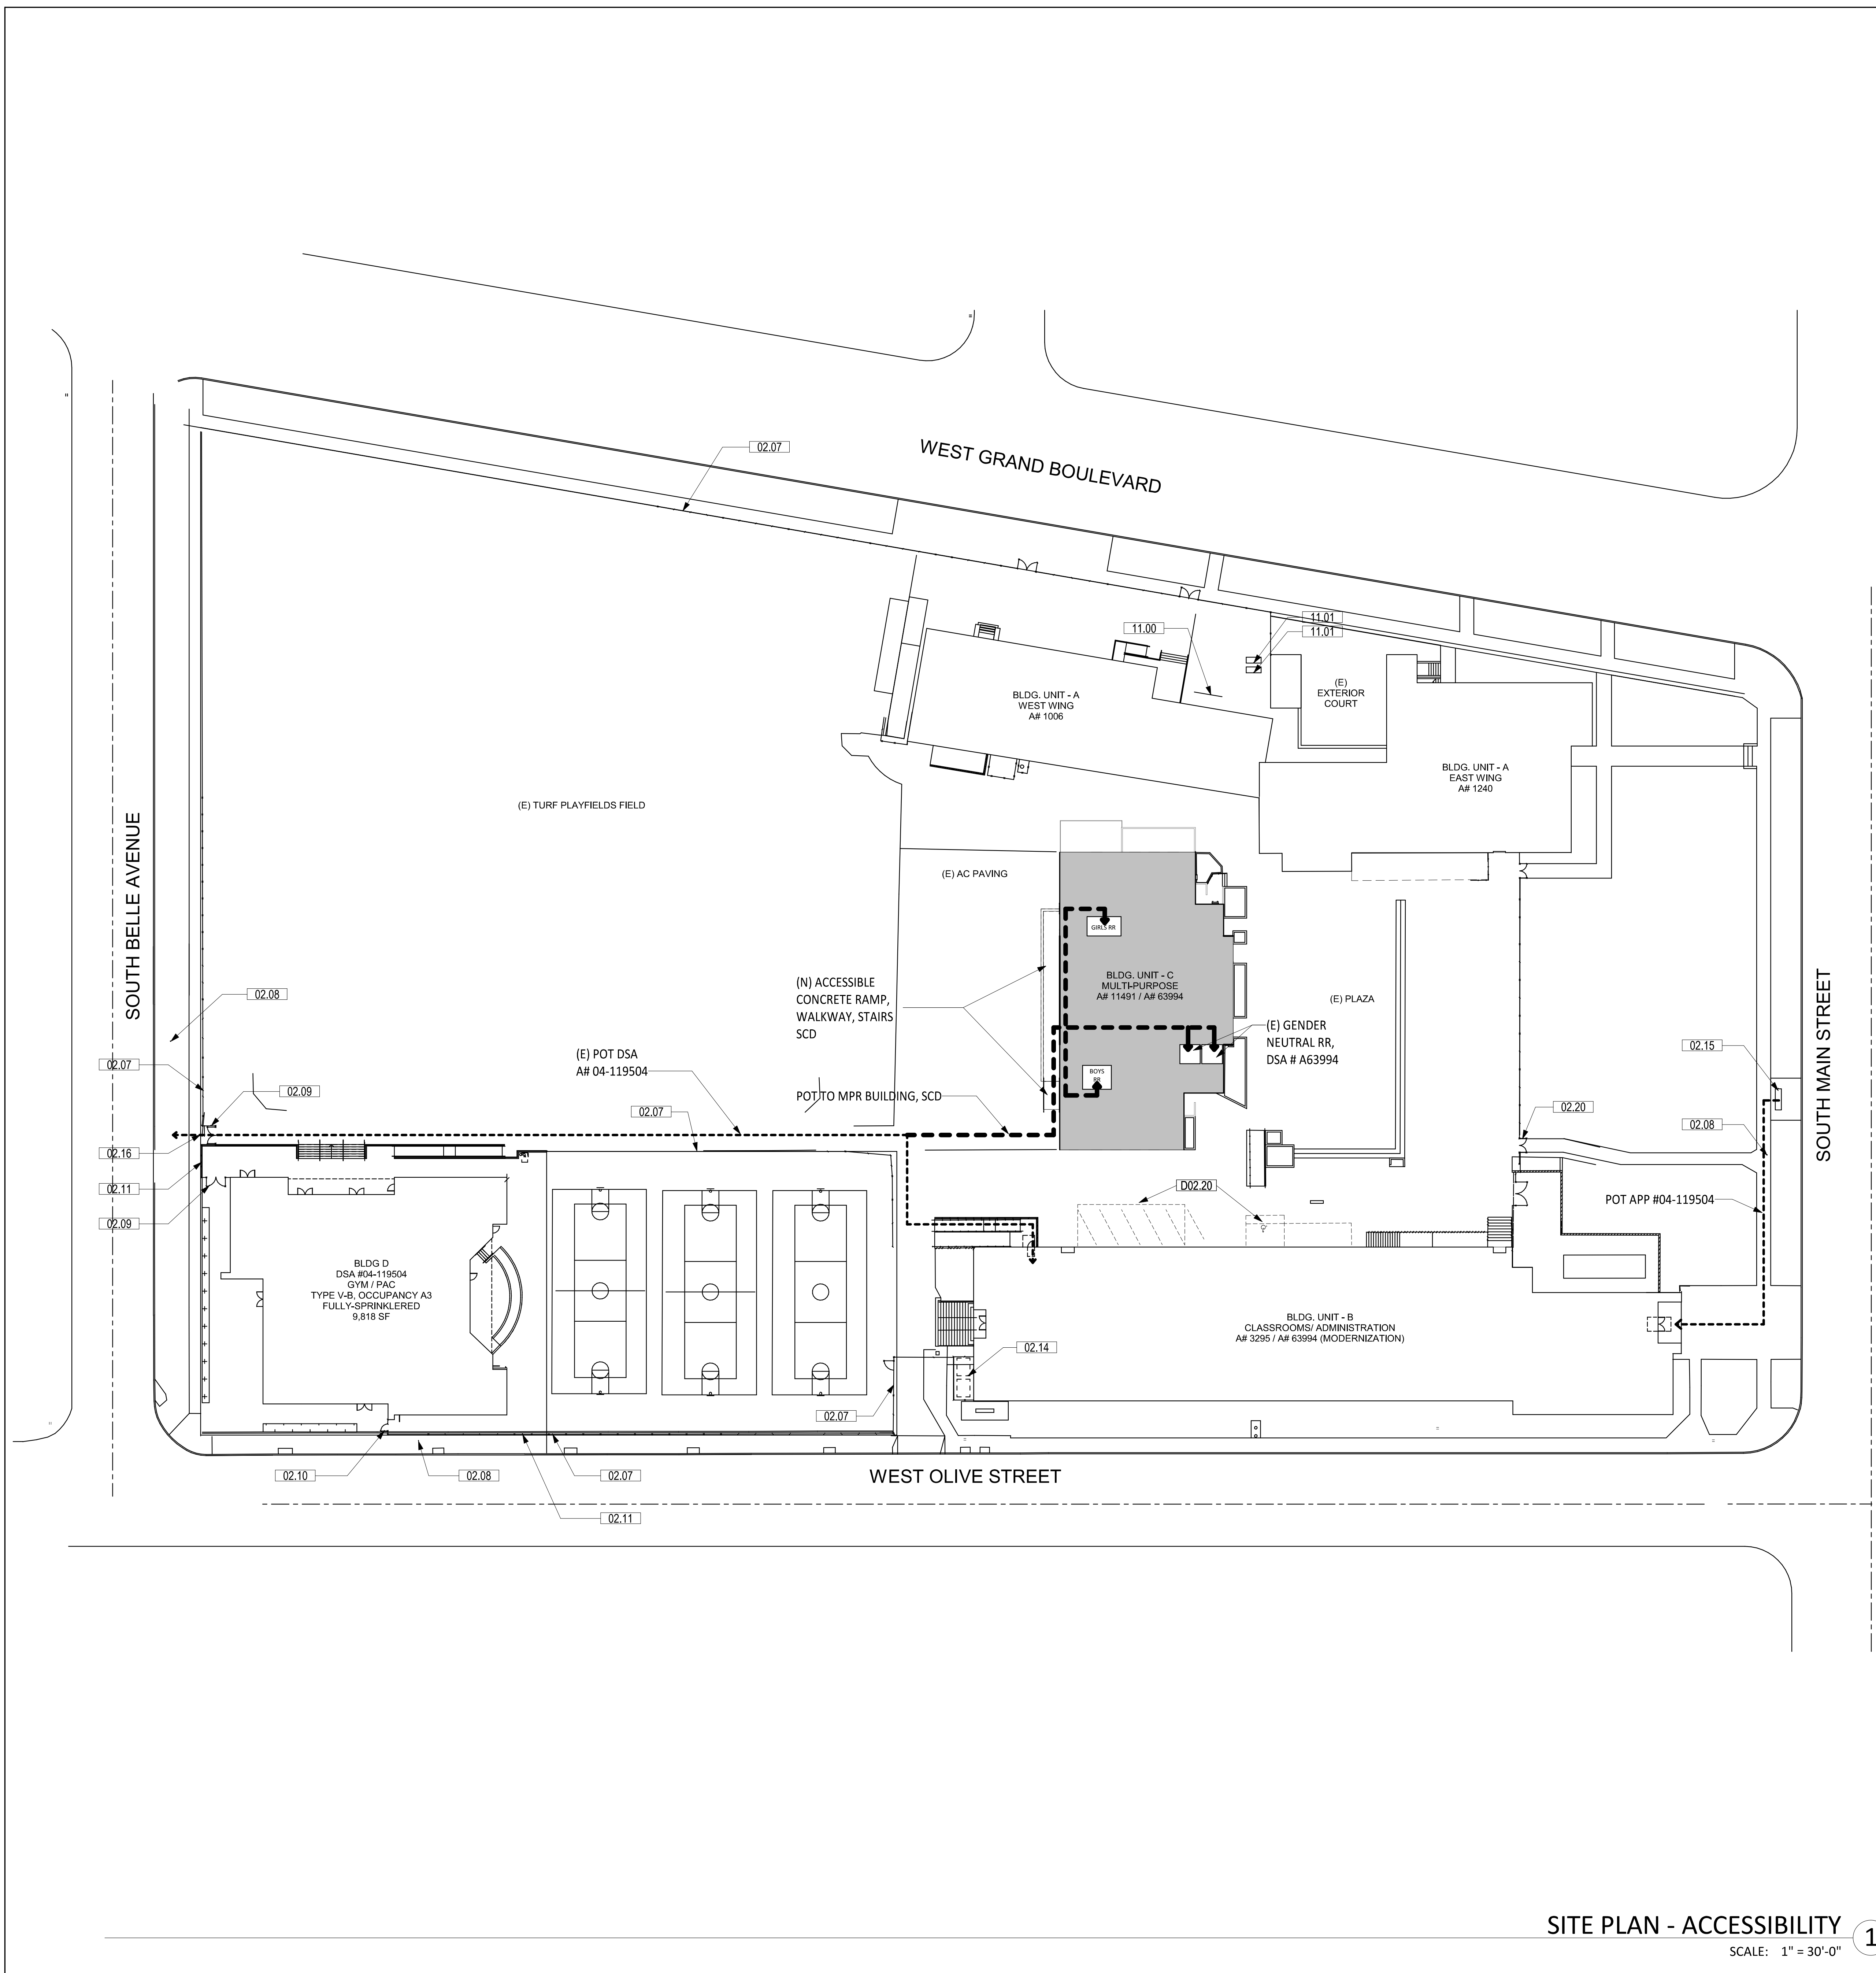 02.07
WEST GRAND BOULEVARD
11.01
11.01
11.00
(E)
EXTERIOR
COURT
BLDG. UNIT - A
WEST WING
A# 1006
BLDG. UNIT - A
EAST WING
A# 1240
(E) TURF PLAYFIELDS FIELD
SOUTH BELLE AVENUE
(E) AC PAVING
GIRLS RR
BLDG. UNIT - C
MULTI-PURPOSE
A# 11491 / A# 63994
(N) ACCESSIBLE
CONCRETE RAMP,
WALKWAY, STAIRS
SCD
(E) PLAZA
02.08
(E) GENDER
NEUTRAL RR,
DSA # A63994
SOUTH MAIN STREET
02.15
(E) POT DSA
A# 04-119504
02.07
02.09
BOYS
RR
POT TO MPR BUILDING, SCD
02.07
02.20
02.08
02.16
02.11
02.09
D02.20
POT APP #04-119504
BLDG D
DSA #04-119504
GYM / PAC
TYPE V-B, OCCUPANCY A3
FULLY-SPRINKLERED
9,818 SF
BLDG. UNIT - B
CLASSROOMS/ ADMINISTRATION
A# 3295 / A# 63994 (MODERNIZATION)
02.14
02.07
02.10
02.08
02.07
WEST OLIVE STREET
02.11
SITE PLAN - ACCESSIBILITY
1
SCALE: 1" = 30'-0"